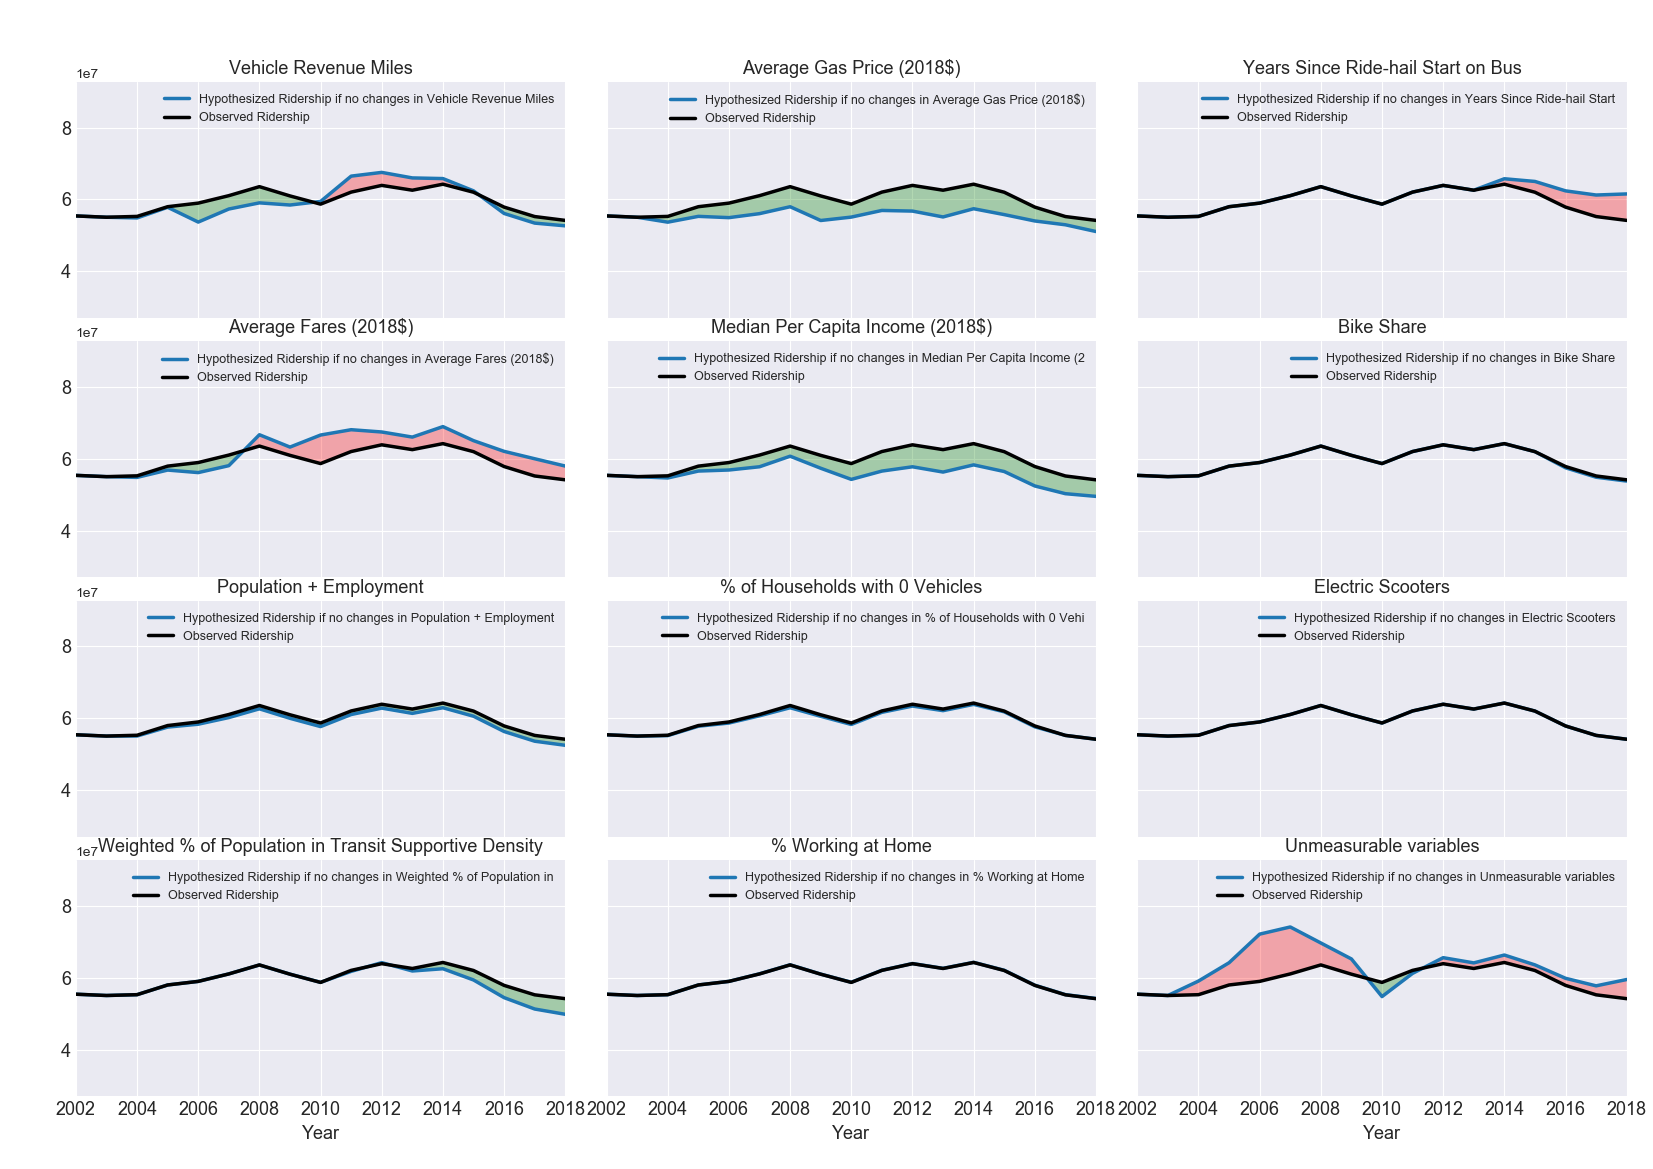 Vehicle Revenue Miles
Average Gas Price (2018$)
Years Since Ride-hail Start on Bus
1e7
Hypothesized Ridership if no changes in Vehicle Revenue Miles
Observed Ridership
Hypothesized Ridership if no changes in Average Gas Price (2018$)
Observed Ridership
Hypothesized Ridership if no changes in Years Since Ride-hail Start
Observed Ridership
8
6
4
Average Fares (2018$)
Median Per Capita Income (2018$)
Bike Share
1e7
Hypothesized Ridership if no changes in Average Fares (2018$)
Observed Ridership
Hypothesized Ridership if no changes in Median Per Capita Income (2
Observed Ridership
Hypothesized Ridership if no changes in Bike Share
Observed Ridership
8
6
4
Population + Employment
% of Households with 0 Vehicles
Electric Scooters
1e7
Hypothesized Ridership if no changes in Population + Employment
Observed Ridership
Hypothesized Ridership if no changes in % of Households with 0 Vehi
Observed Ridership
Hypothesized Ridership if no changes in Electric Scooters
Observed Ridership
8
6
4
Weighted % of Population in Transit Supportive Density
% Working at Home
Unmeasurable variables
1e7
Hypothesized Ridership if no changes in Weighted % of Population in
Observed Ridership
Hypothesized Ridership if no changes in % Working at Home
Observed Ridership
Hypothesized Ridership if no changes in Unmeasurable variables
Observed Ridership
8
6
4
2002 2004 2006 2008 2010 2012 2014 2016 2018
2002 2004 2006 2008 2010 2012 2014 2016 2018
2002 2004 2006 2008 2010 2012 2014 2016 2018
Year
Year
Year